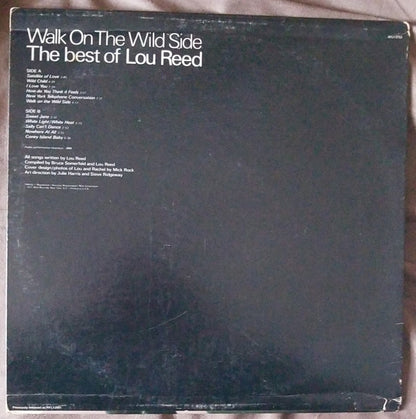 Walk On The Wild Side
The best of Lou Reed
SIDE A
Satellite of Love
Wild Child
I Love You
How Do You Think it Feels
New York Telephone Conversation
Walk on the Wild Side
SIDE B
Sweet Jane
White Light/White Heat
Sally Can't Dance
Nowhere At All
Coney Island Baby
All songs written by Lou Reed
Compiled by Bruce Somerfeld and Lou Reed
Cover design/photos of Lou and Rachel by Mick Rock
Art direction by Julie Harris and Steve Ridgeway